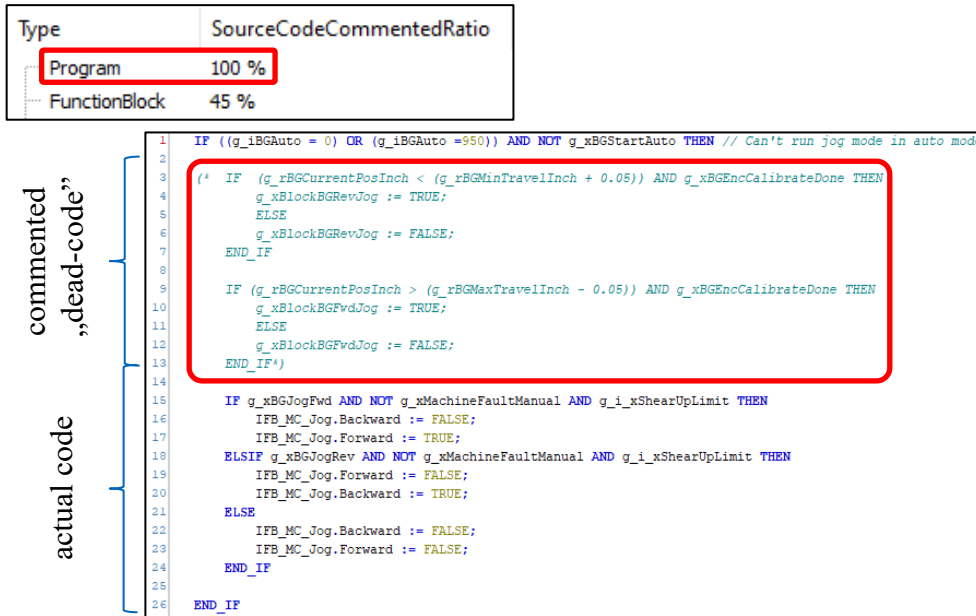 Type SourceCodeCommentedRatio
Program 100 %
FunctionBlock 45 %
commented
„dead-code”
actual code
1 IF ((g_iBGAuto = 0) OR (g_iBGAuto =950)) AND NOT g_xBGStartAuto THEN // Can't run jog mode in auto mode
2
3 (* IF (g_rBGCurrentPosInch < (g_rBGMinTravelInch + 0.05)) AND g_xBGEncCalibrateDone THEN
4 g_xBlockBGRevJog := TRUE;
5 ELSE
6 g_xBlockBGRevJog := FALSE;
7 END_IF
8
9 IF (g_rBGCurrentPosInch > (g_rBGMaxTravelInch - 0.05)) AND g_xBGEncCalibrateDone THEN
10 g_xBlockBGFwdJog := TRUE;
11 ELSE
12 g_xBlockBGFwdJog := FALSE;
13 END_IF*)
14
15 IF g_xBGJogFwd AND NOT g_xMachineFaultManual AND g_i_xShearUpLimit THEN
16 IFB_MC_Jog.Backward := FALSE;
17 IFB_MC_Jog.Forward := TRUE;
18 ELSIF g_xBGJogRev AND NOT g_xMachineFaultManual AND g_i_xShearUpLimit THEN
19 IFB_MC_Jog.Forward := FALSE;
20 IFB_MC_Jog.Backward := TRUE;
21 ELSE
22 IFB_MC_Jog.Backward := FALSE;
23 IFB_MC_Jog.Forward := FALSE;
24 END_IF
25
26 END_IF